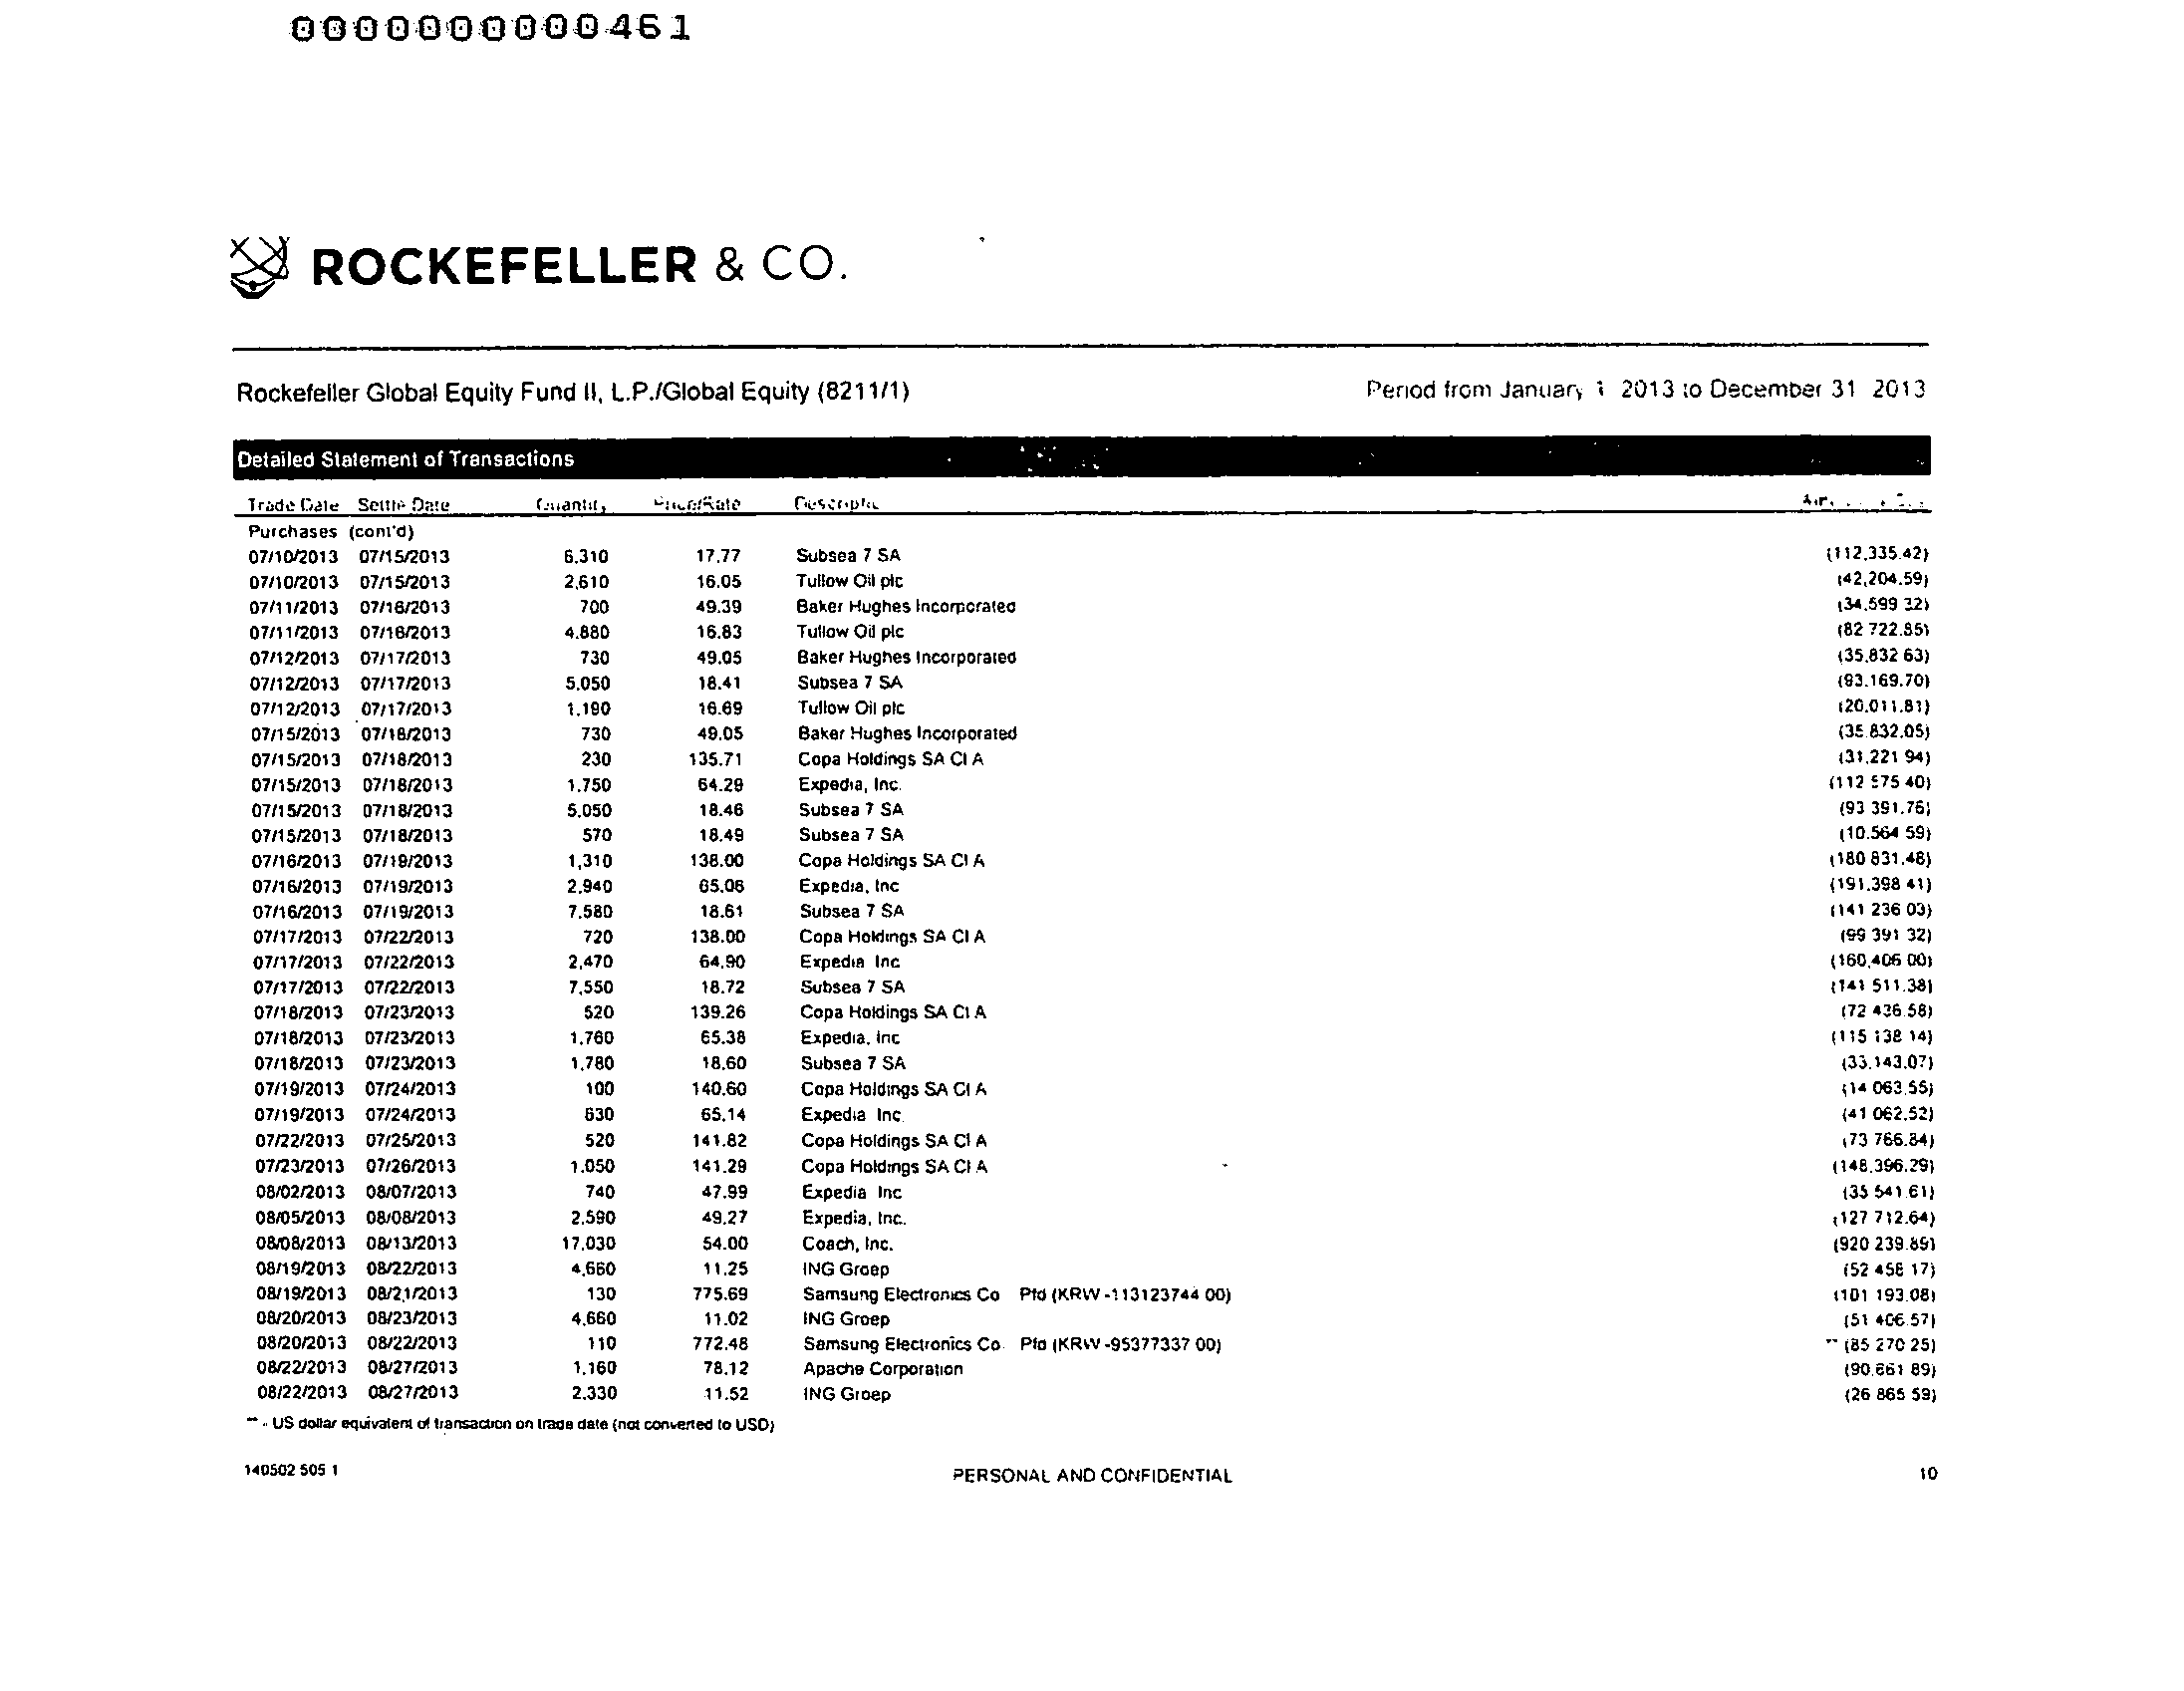 0000000000461
ROCKEFELLER & CO.
Rockefeller Global Equity Fund II, L.P./Global Equity (8211/1) Period from January 1 2013 to December 31 2013
Detailed Statement of Transactions
Trade Date Settle Date Quantity Price/Rate
Purchases (cont'd)
07/10/2013 07/15/2013 6,310 17.77 Subsea 7 SA (112,335.42)
07/10/2013 07/15/2013 2,610 16.05 Tullow Oil plc (42,204.59)
07/11/2013 07/16/2013 700 49.39 Baker Hughes Incorporated (34,599 32)
07/11/2013 07/16/2013 4,880 16.83 Tullow Oil plc (82 722.85)
07/12/2013 07/17/2013 730 49.05 Baker Hughes Incorporated (35,832 63)
07/12/2013 07/17/2013 5,050 18.41 Subsea 7 SA (93,169.70)
07/12/2013 07/17/2013 1,190 16.69 Tullow Oil plc (20,011.81)
07/15/2013 07/18/2013 730 49.05 Baker Hughes Incorporated (35,832.05)
07/15/2013 07/18/2013 230 135.71 Copa Holdings SA Cl A (31,221 94)
07/15/2013 07/18/2013 1,750 64.29 Expedia, Inc. (112 575 40)
07/15/2013 07/18/2013 5,050 18.46 Subsea 7 SA (93 391.76)
07/15/2013 07/18/2013 570 18.49 Subsea 7 SA (10,564 59)
07/16/2013 07/19/2013 1,310 138.00 Copa Holdings SA Cl A (180 831.48)
07/16/2013 07/19/2013 2,940 65.06 Expedia, Inc (191,398 41)
07/16/2013 07/19/2013 7,580 18.61 Subsea 7 SA (141 236 03)
07/17/2013 07/22/2013 720 138.00 Copa Holdings SA Cl A (99 391 32)
07/17/2013 07/22/2013 2,470 64.90 Expedia Inc (160,406 00)
07/17/2013 07/22/2013 7,550 18.72 Subsea 7 SA (141 511.38)
07/18/2013 07/23/2013 520 139.26 Copa Holdings SA Cl A (72 436.58)
07/18/2013 07/23/2013 1,760 65.38 Expedia, Inc (115 138 14)
07/18/2013 07/23/2013 1,780 18.60 Subsea 7 SA (33,143.07)
07/19/2013 07/24/2013 100 140.60 Copa Holdings SA Cl A (14 063.55)
07/19/2013 07/24/2013 630 65.14 Expedia Inc. (41 062.52)
07/22/2013 07/25/2013 520 141.82 Copa Holdings SA Cl A (73 766.84)
07/23/2013 07/26/2013 1,050 141.29 Copa Holdings SA Cl A (148,396.29)
08/02/2013 08/07/2013 740 47.99 Expedia Inc (35 541.61)
08/05/2013 08/08/2013 2,590 49.27 Expedia, Inc. (127 712.64)
08/08/2013 08/13/2013 17,030 54.00 Coach, Inc. (920 239.89)
08/19/2013 08/22/2013 4,660 11.25 ING Groep (52 458 17)
08/19/2013 08/21/2013 130 775.69 Samsung Electronics Co Pfd (KRW -113123744 00) (101 193.08)
08/20/2013 08/23/2013 4,660 11.02 ING Groep (51 406.57)
08/20/2013 08/22/2013 110 772.48 Samsung Electronics Co. Pfd (KRW -95377337 00) ** (85 270 25)
08/22/2013 08/27/2013 1,160 78.12 Apache Corporation (90,661 89)
08/22/2013 08/27/2013 2,330 11.52 ING Groep (26 865 59)
** - US dollar equivalent of transaction on trade date (not converted to USD)
140502 505 1 PERSONAL AND CONFIDENTIAL 10